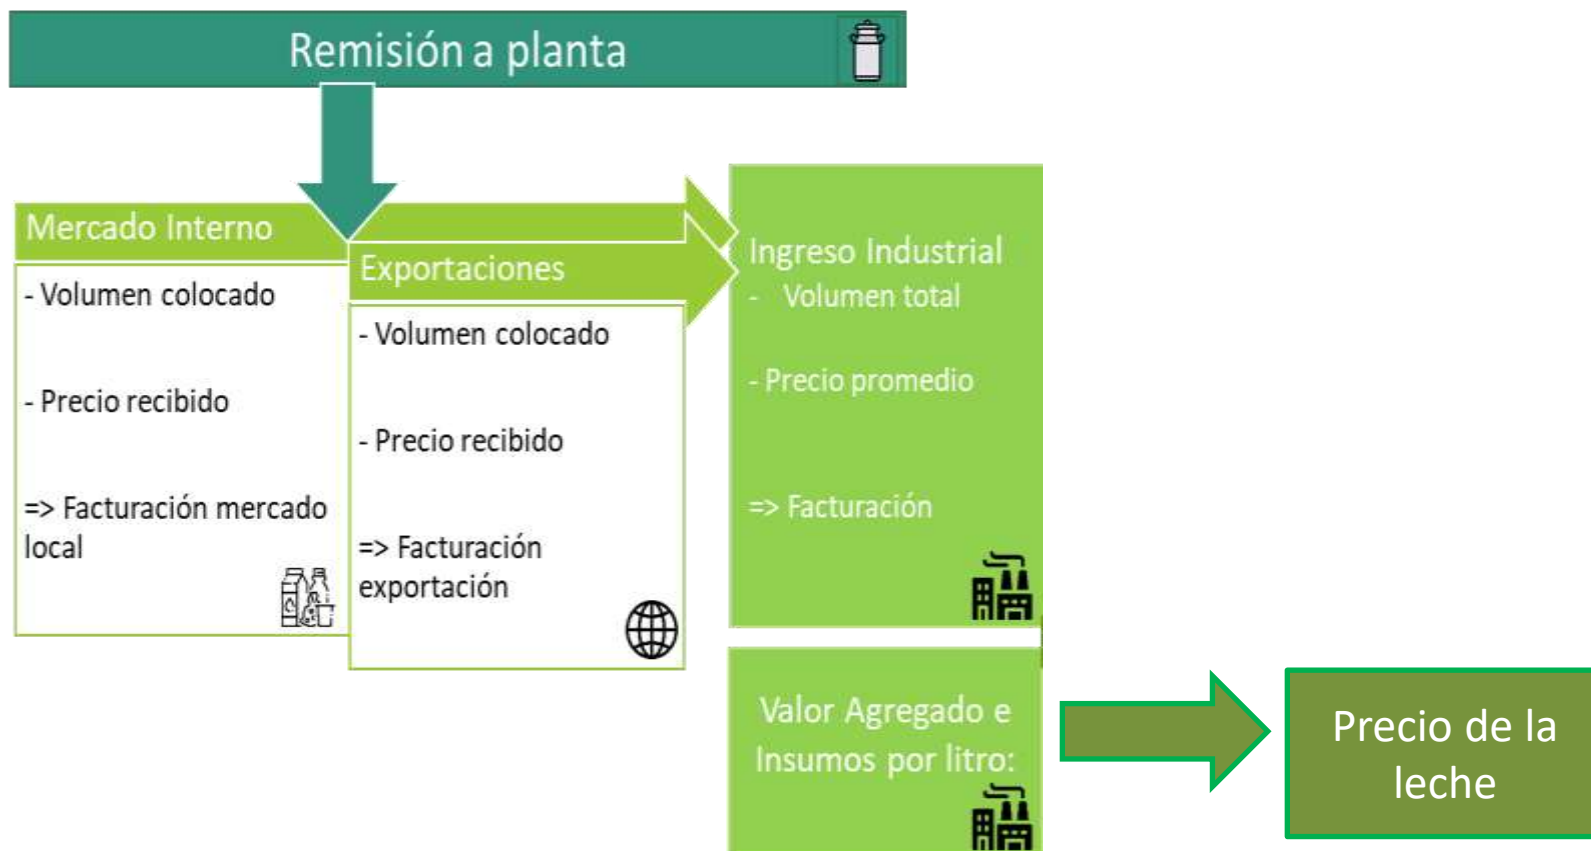 Remisión a planta
Mercado Interno
- Volumen colocado
- Precio recibido
=> Facturación mercado
local
Exportaciones
- Volumen colocado
- Precio recibido
=> Facturación
exportación
Ingreso Industrial
- Volumen total
- Precio promedio
=> Facturación
Valor Agregado e
Insumos por litro:
Precio de la
leche